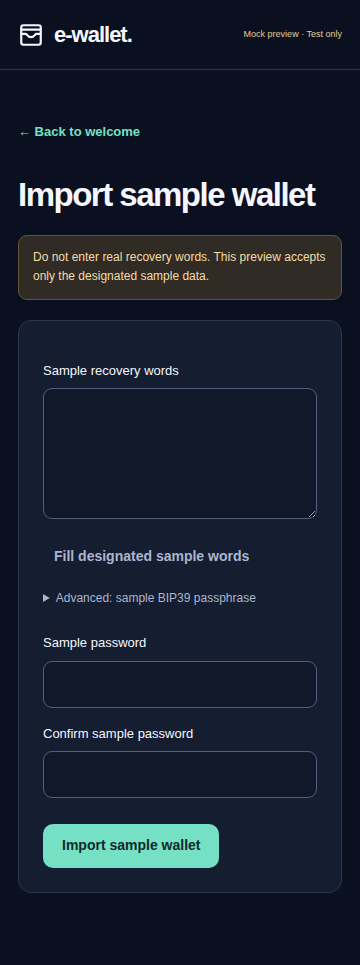 e-wallet.
Mock preview · Test only
← Back to welcome
Import sample wallet
Do not enter real recovery words. This preview accepts
only the designated sample data.
Sample recovery words
Fill designated sample words
▶ Advanced: sample BIP39 passphrase
Sample password
Confirm sample password
Import sample wallet